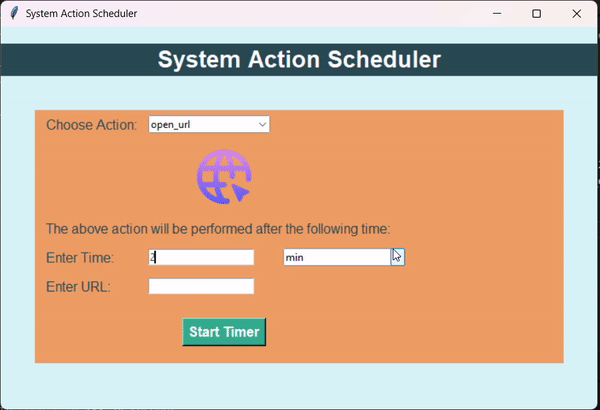 System Action Scheduler
System Action Scheduler
Choose Action: open_url
The above action will be performed after the following time:
Enter Time: 2 min
Enter URL:
Start Timer